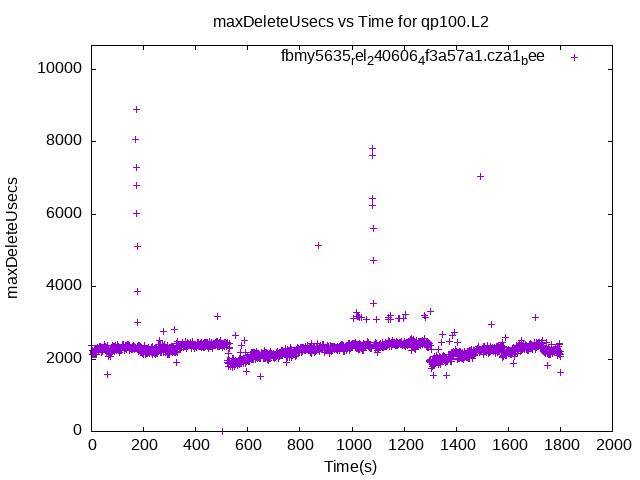 maxDeleteUsecs vs Time for qp100.L2
fbmy5635rel2406064f3a57a1.cza1bee
10000
8000
6000
4000
2000
0
maxDeleteUsecs
0 200 400 600 800 1000 1200 1400 1600 1800 2000
Time(s)